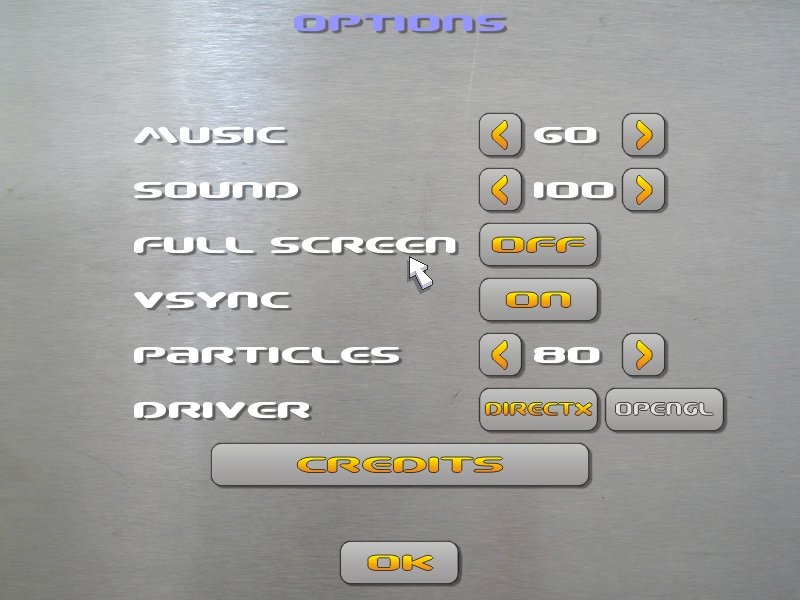 OPTIONS
MUSIC < 60 >
SOUND < 100 >
FULL SCREEN OFF
VSYNC ON
PARTICLES < 80 >
DRIVER DIRECTX OPENGL
CREDITS
OK